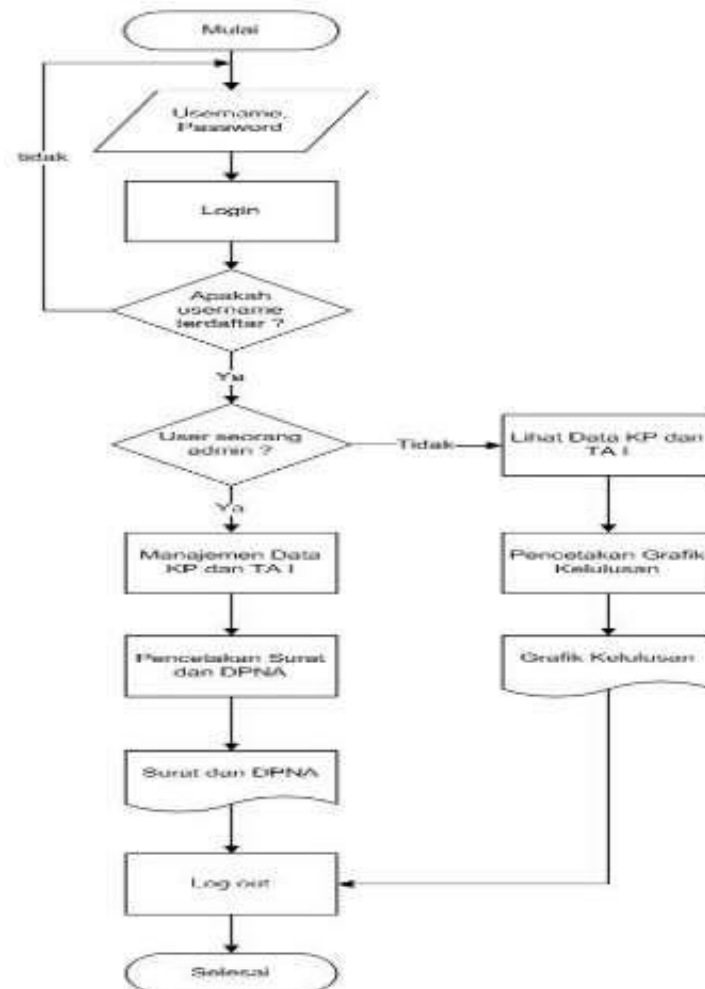 Mulai
Username,
Password
tidak
Login
Apakah
username
terdaftar ?
Ya
User seorang
admin ?
Tidak
Lihat Data KP dan
TA I
Ya
Manajemen Data
KP dan TA I
Pencetakan Grafik
Kelulusan
Pencetakan Surat
dan DPNA
Grafik Kelulusan
Surat dan DPNA
Log out
Selesai